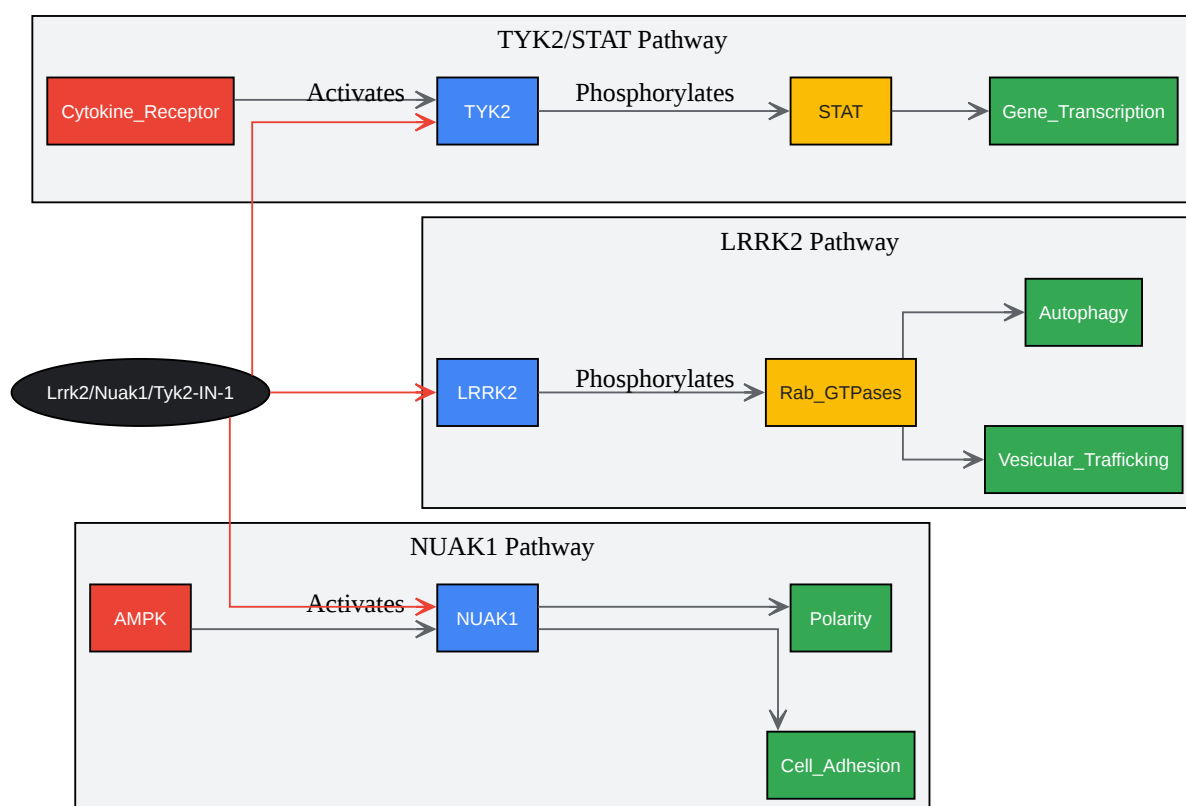 TYK2/STAT Pathway
Cytokine_Receptor
Activates
TYK2
Phosphorylates
STAT
Gene_Transcription
LRRK2 Pathway
Autophagy
Lrrk2/Nuak1/Tyk2-IN-1
LRRK2
Phosphorylates
Rab_GTPases
Vesicular_Trafficking
NUAK1 Pathway
AMPK
Activates
NUAK1
Polarity
Cell_Adhesion